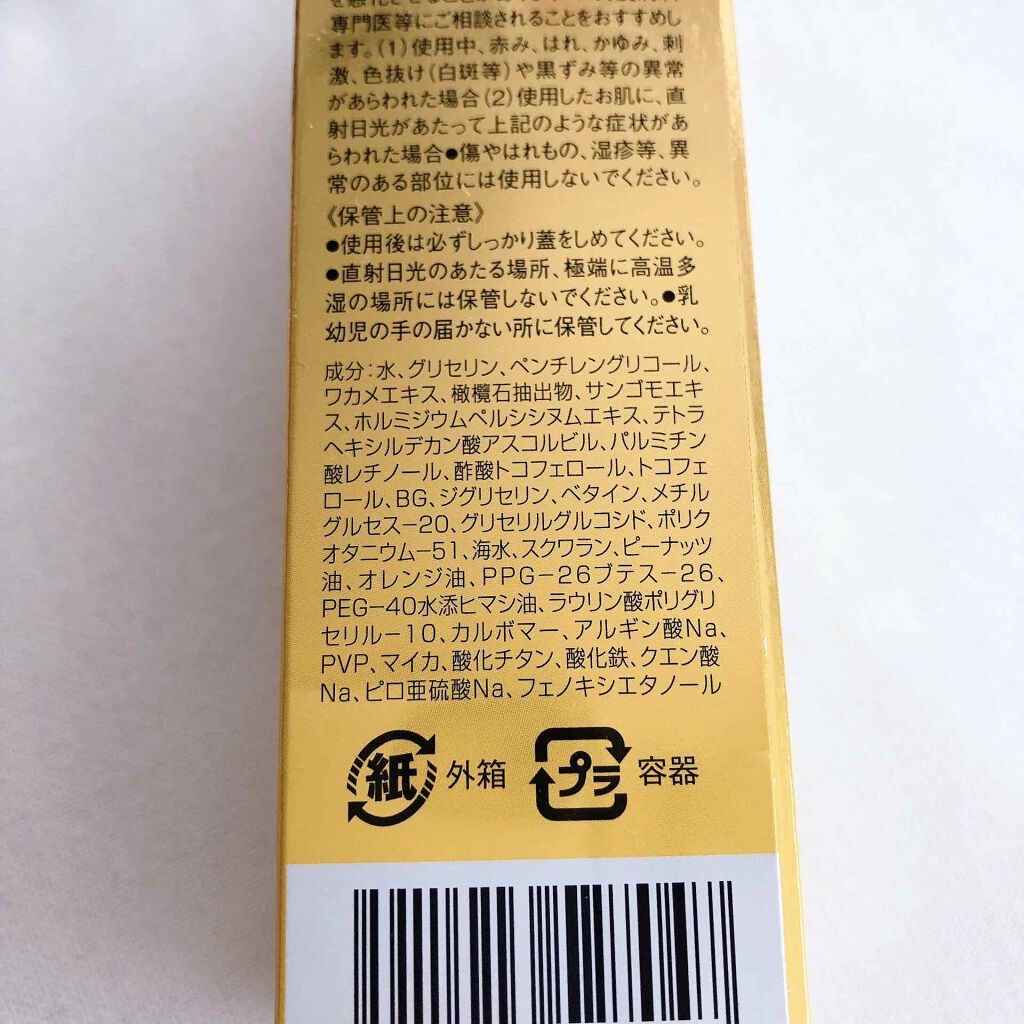 専門医等にご相談されることをおすすめし
ます。(1)使用中、赤み、はれ、かゆみ、刺
激、色抜け(白斑等)や黒ずみ等の異常
があらわれた場合(2)使用したお肌に、直
射日光があたって上記のような症状があ
らわれた場合●傷やはれもの、湿疹等、異
常のある部位には使用しないでください。
《保管上の注意》
●使用後は必ずしっかり蓋をしめてください。
●直射日光のあたる場所、極端に高温多
湿の場所には保管しないでください。●乳
幼児の手の届かない所に保管してください。
成分:水、グリセリン、ペンチレングリコール、
ワカメエキス、橄欖石抽出物、サンゴモエキ
ス、ホルミジウムペルシシヌムエキス、テトラ
ヘキシルデカン酸アスコルビル、パルミチン
酸レチノール、酢酸トコフェロール、トコフェ
ロール、BG、ジグリセリン、ベタイン、メチル
グルセス-20、グリセリルグルコシド、ポリク
オタニウム-51、海水、スクワラン、ピーナッツ
油、オレンジ油、PPG-26ブテス-26、
PEG-40水添ヒマシ油、ラウリン酸ポリグリ
セリル-10、カルボマー、アルギン酸Na、
PVP、マイカ、酸化チタン、酸化鉄、クエン酸
Na、ピロ亜硫酸Na、フェノキシエタノール
紙 外箱 プラ 容器